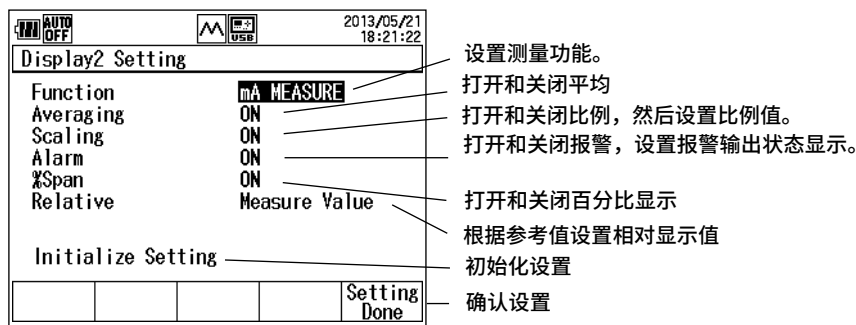 AUTO OFF USB 2013/05/21
18:21:22
Display2 Setting
Function mA MEASURE
Averaging ON
Scaling ON
Alarm ON
%Span ON
Relative Measure Value
Initialize Setting
Setting Done
设置测量功能。
打开和关闭平均
打开和关闭比例，然后设置比例值。
打开和关闭报警，设置报警输出状态显示。
打开和关闭百分比显示
根据参考值设置相对显示值
初始化设置
确认设置